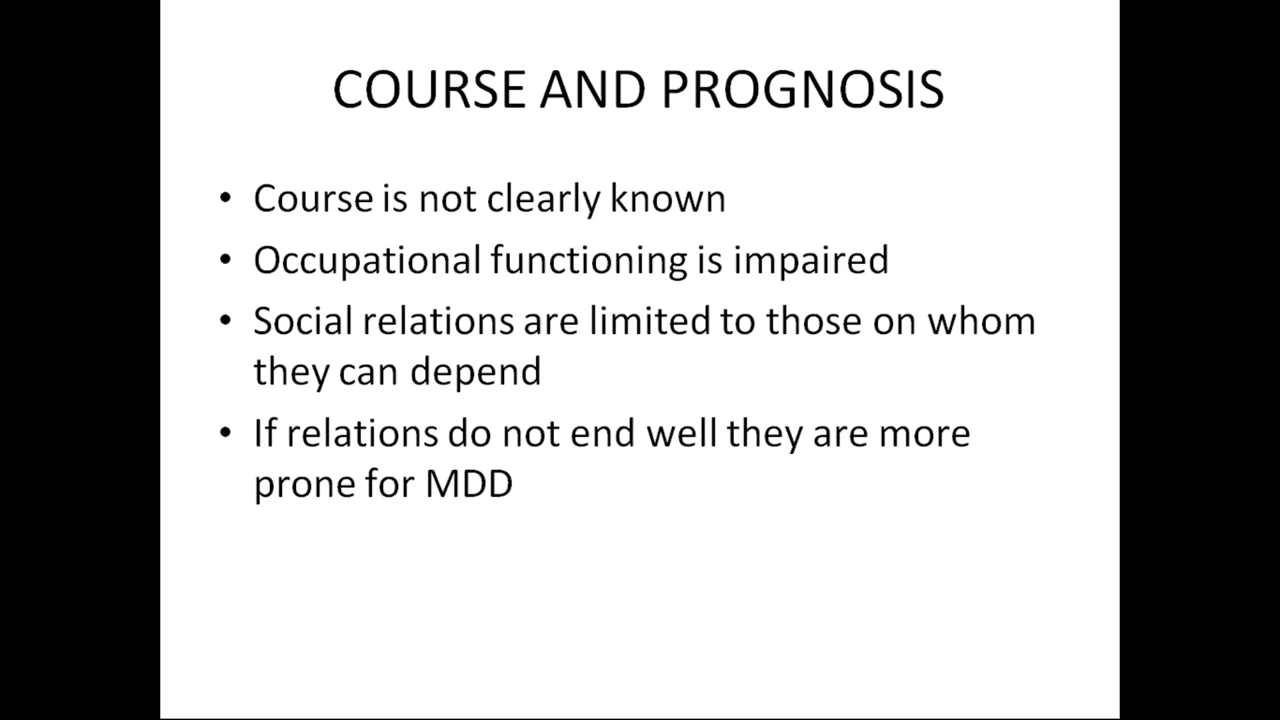 COURSE AND PROGNOSIS
• Course is not clearly known
• Occupational functioning is impaired
• Social relations are limited to those on whom
they can depend
• If relations do not end well they are more
prone for MDD